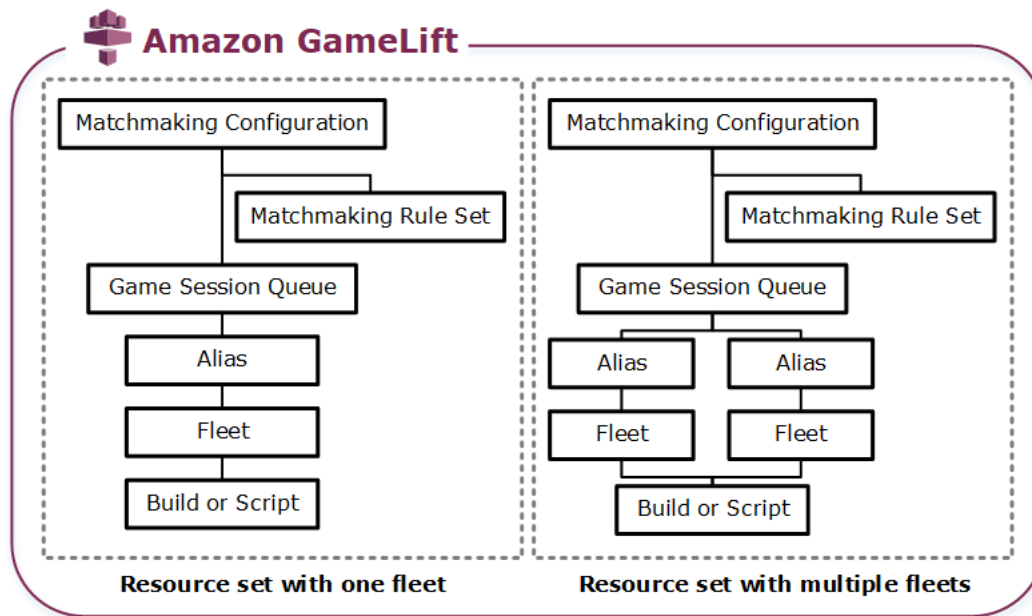 Amazon GameLift
Matchmaking Configuration
Matchmaking Rule Set
Game Session Queue
Alias
Fleet
Build or Script
Resource set with one fleet
Matchmaking Configuration
Matchmaking Rule Set
Game Session Queue
Alias
Alias
Fleet
Fleet
Build or Script
Resource set with multiple fleets